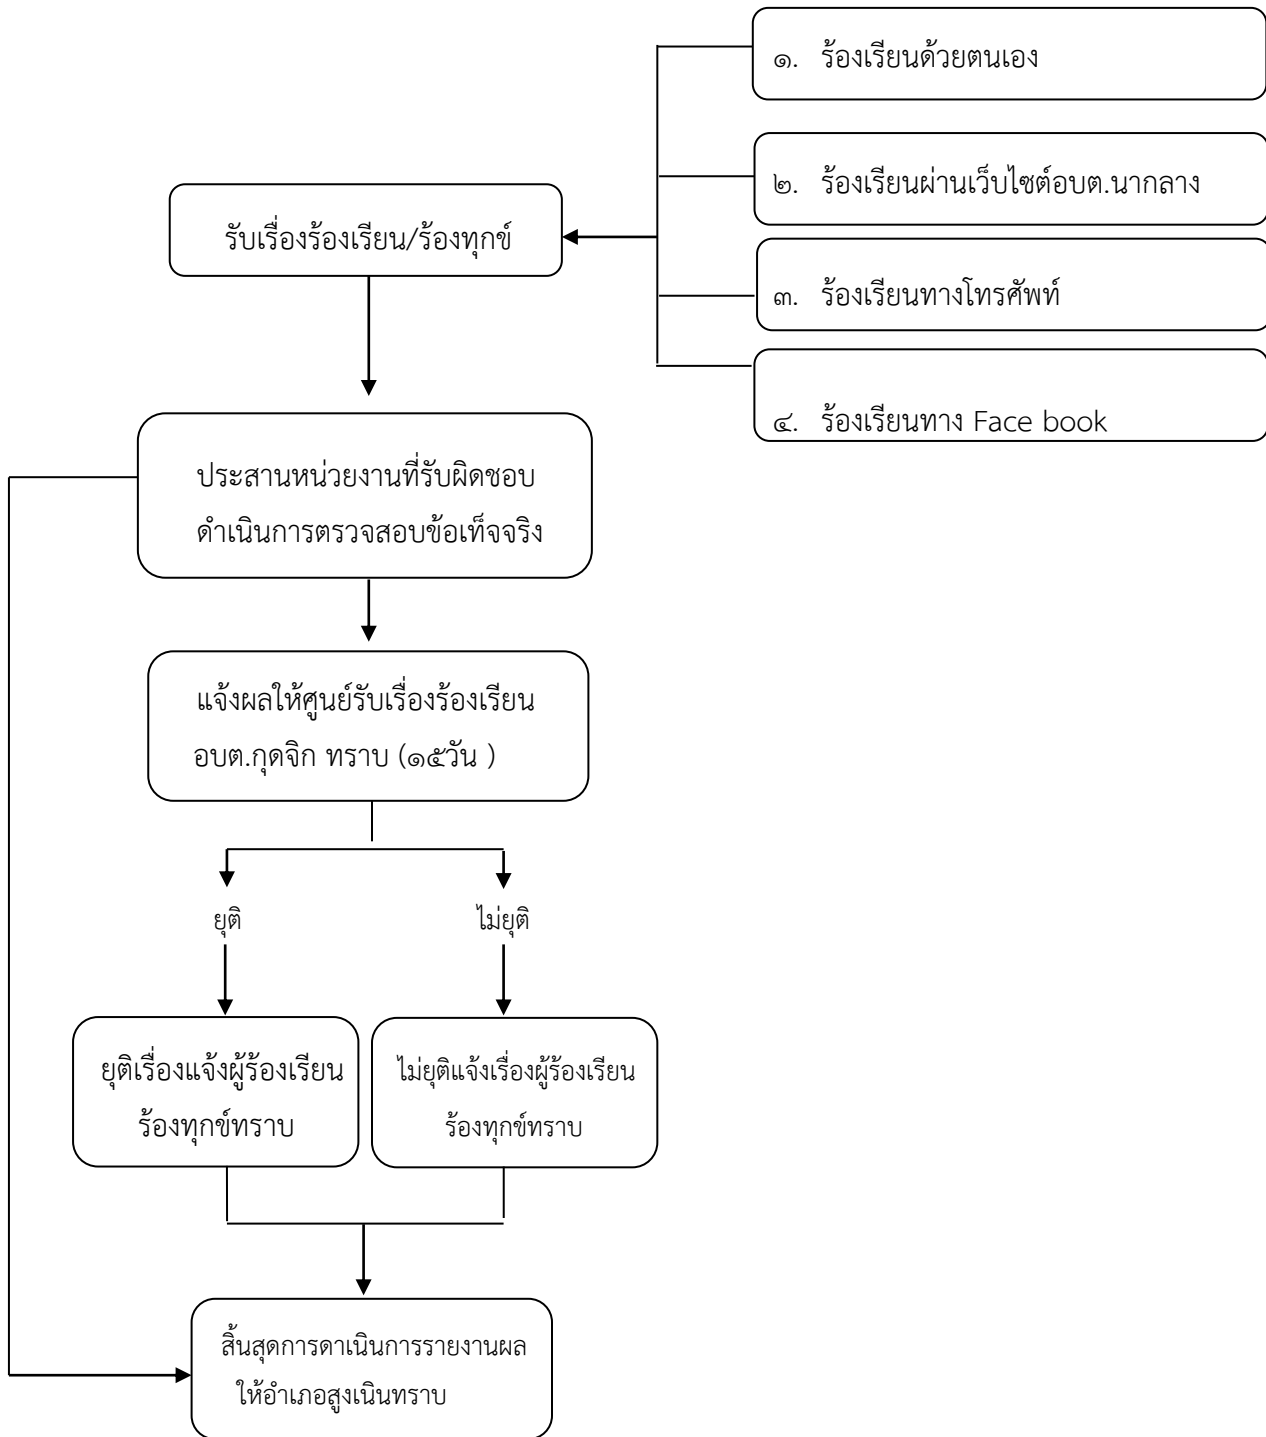 ๑. ร้องเรียนด้วยตนเอง
๒. ร้องเรียนผ่านเว็บไซต์อบต.นากลาง
รับเรื่องร้องเรียน/ร้องทุกข์
๓. ร้องเรียนทางโทรศัพท์
๔. ร้องเรียนทาง Face book
ประสานหน่วยงานที่รับผิดชอบ
ดำเนินการตรวจสอบข้อเท็จจริง
แจ้งผลให้ศูนย์รับเรื่องร้องเรียน
อบต.กุดจิก ทราบ (๑๕วัน )
ยุติ
ไม่ยุติ
ยุติเรื่องแจ้งผู้ร้องเรียน
ร้องทุกข์ทราบ
ไม่ยุติแจ้งเรื่องผู้ร้องเรียน
ร้องทุกข์ทราบ
สิ้นสุดการดาเนินการรายงานผล
ให้อำเภอสูงเนินทราบ